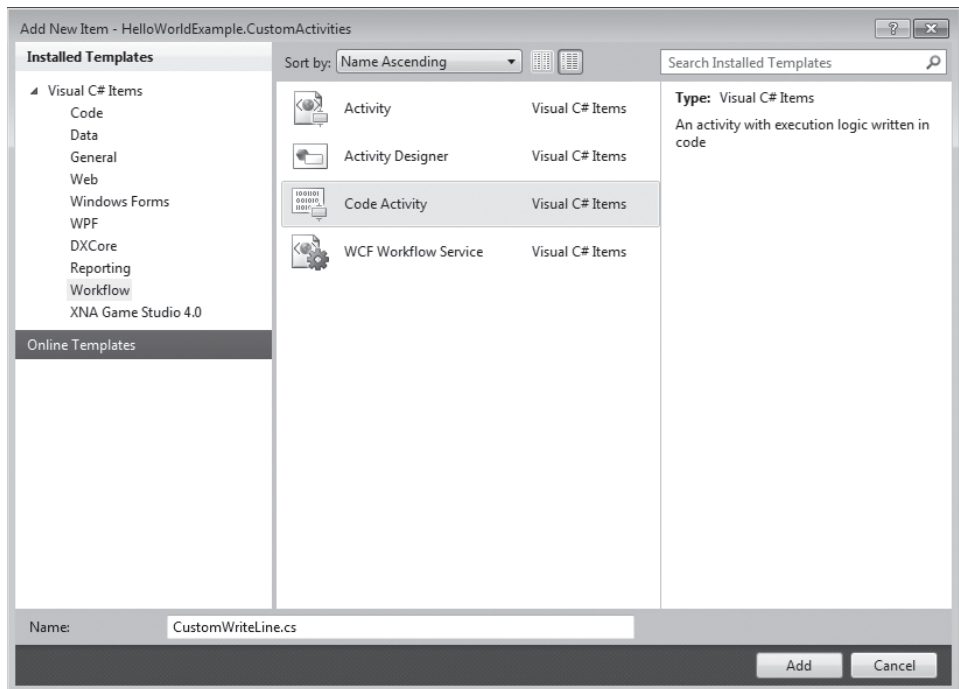 Add New Item - HelloWorldExample.CustomActivities
Installed Templates
Visual C# Items
Code
Data
General
Web
Windows Forms
WPF
DXCore
Reporting
Workflow
XNA Game Studio 4.0
Online Templates
Sort by: Name Ascending
Activity Visual C# Items
Activity Designer Visual C# Items
Code Activity Visual C# Items
WCF Workflow Service Visual C# Items
Search Installed Templates
Type: Visual C# Items
An activity with execution logic written in
code
Name: CustomWriteLine.cs
Add Cancel